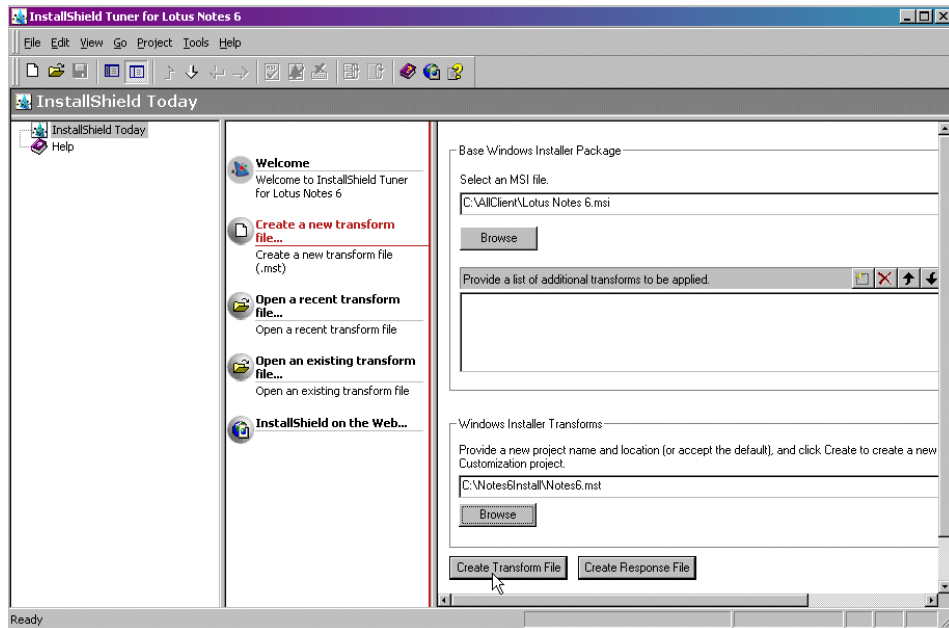 InstallShield Tuner for Lotus Notes 6
File Edit View Go Project Tools Help
InstallShield Today
InstallShield Today
Help
Welcome
Welcome to InstallShield Tuner
for Lotus Notes 6
Create a new transform
file...
Create a new transform file
(.mst)
Open a recent transform
file...
Open a recent transform file
Open an existing transform
file...
Open an existing transform file
InstallShield on the Web...
Base Windows Installer Package
Select an MSI file.
C:\AllClient\Lotus Notes 6.msi
Browse
Provide a list of additional transforms to be applied.
Windows Installer Transforms
Provide a new project name and location (or accept the default), and click Create to create a new
Customization project.
C:\Notes6Install\Notes6.mst
Browse
Create Transform File
Create Response File
Ready